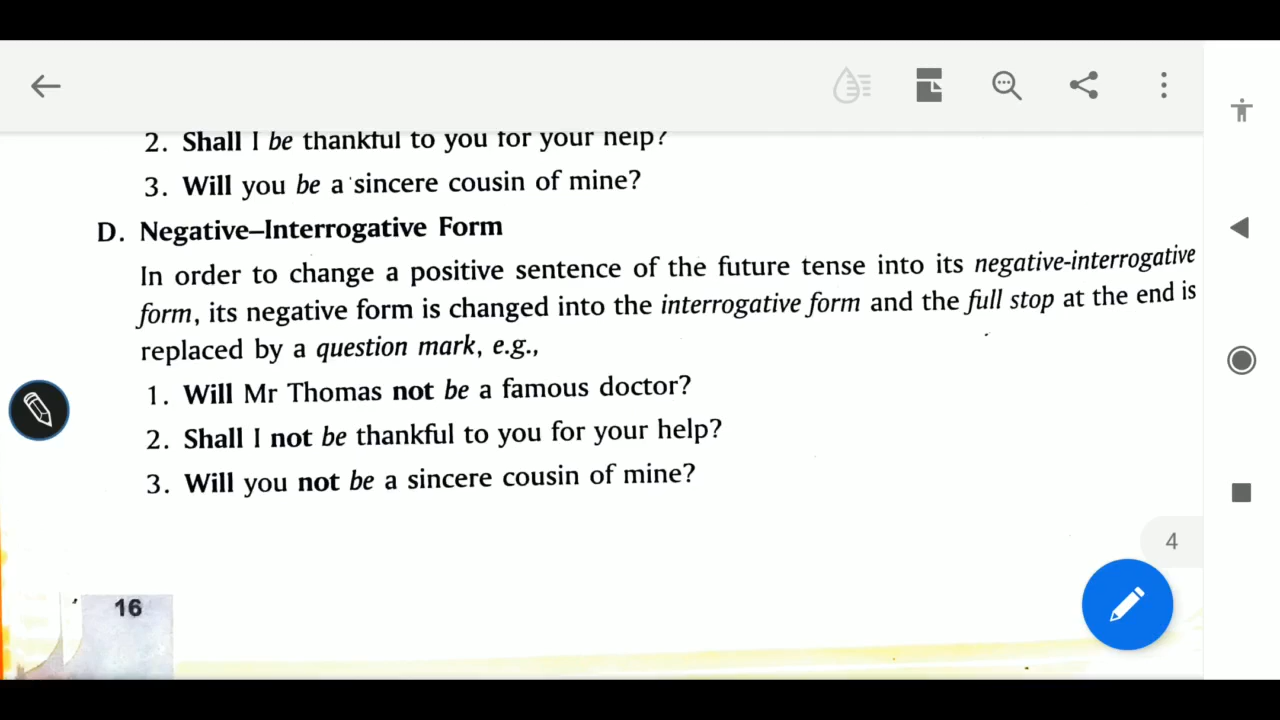 2. Shall I be thankful to you for your help?
3. Will you be a sincere cousin of mine?
D. Negative–Interrogative Form
In order to change a positive sentence of the future tense into its negative-interrogative
form, its negative form is changed into the interrogative form and the full stop at the end is
replaced by a question mark, e.g.,
1. Will Mr Thomas not be a famous doctor?
2. Shall I not be thankful to you for your help?
3. Will you not be a sincere cousin of mine?
4
16